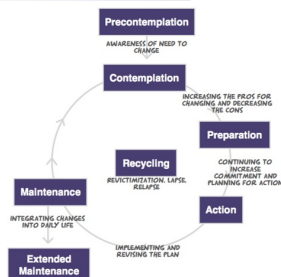 Precontemplation
AWARENESS OF NEED TO
CHANGE
Contemplation
INCREASING THE PROS FOR
CHANGING AND DECREASING
THE CONS
Preparation
CONTINUING TO
INCREASE
COMMITMENT AND
PLANNING FOR ACTION
Recycling
REVICTIMIZATION, LAPSE,
RELAPSE
Action
Maintenance
INTEGRATING CHANGES
INTO DAILY LIFE
IMPLEMENTING AND
REVISING THE PLAN
Extended
Maintenance